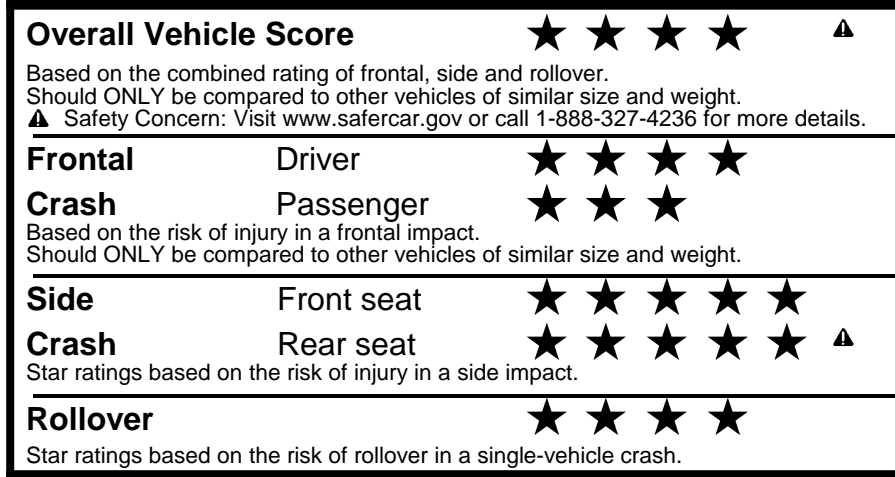 Overall Vehicle Score ★ ★ ★ ★ ⚠
Based on the combined rating of frontal, side and rollover.
Should ONLY be compared to other vehicles of similar size and weight.
⚠ Safety Concern: Visit www.safercar.gov or call 1-888-327-4236 for more details.
Frontal Driver ★ ★ ★ ★
Crash Passenger ★ ★ ★
Based on the risk of injury in a frontal impact.
Should ONLY be compared to other vehicles of similar size and weight.
Side Front seat ★ ★ ★ ★ ★
Crash Rear seat ★ ★ ★ ★ ★ ⚠
Star ratings based on the risk of injury in a side impact.
Rollover ★ ★ ★ ★
Star ratings based on the risk of rollover in a single-vehicle crash.